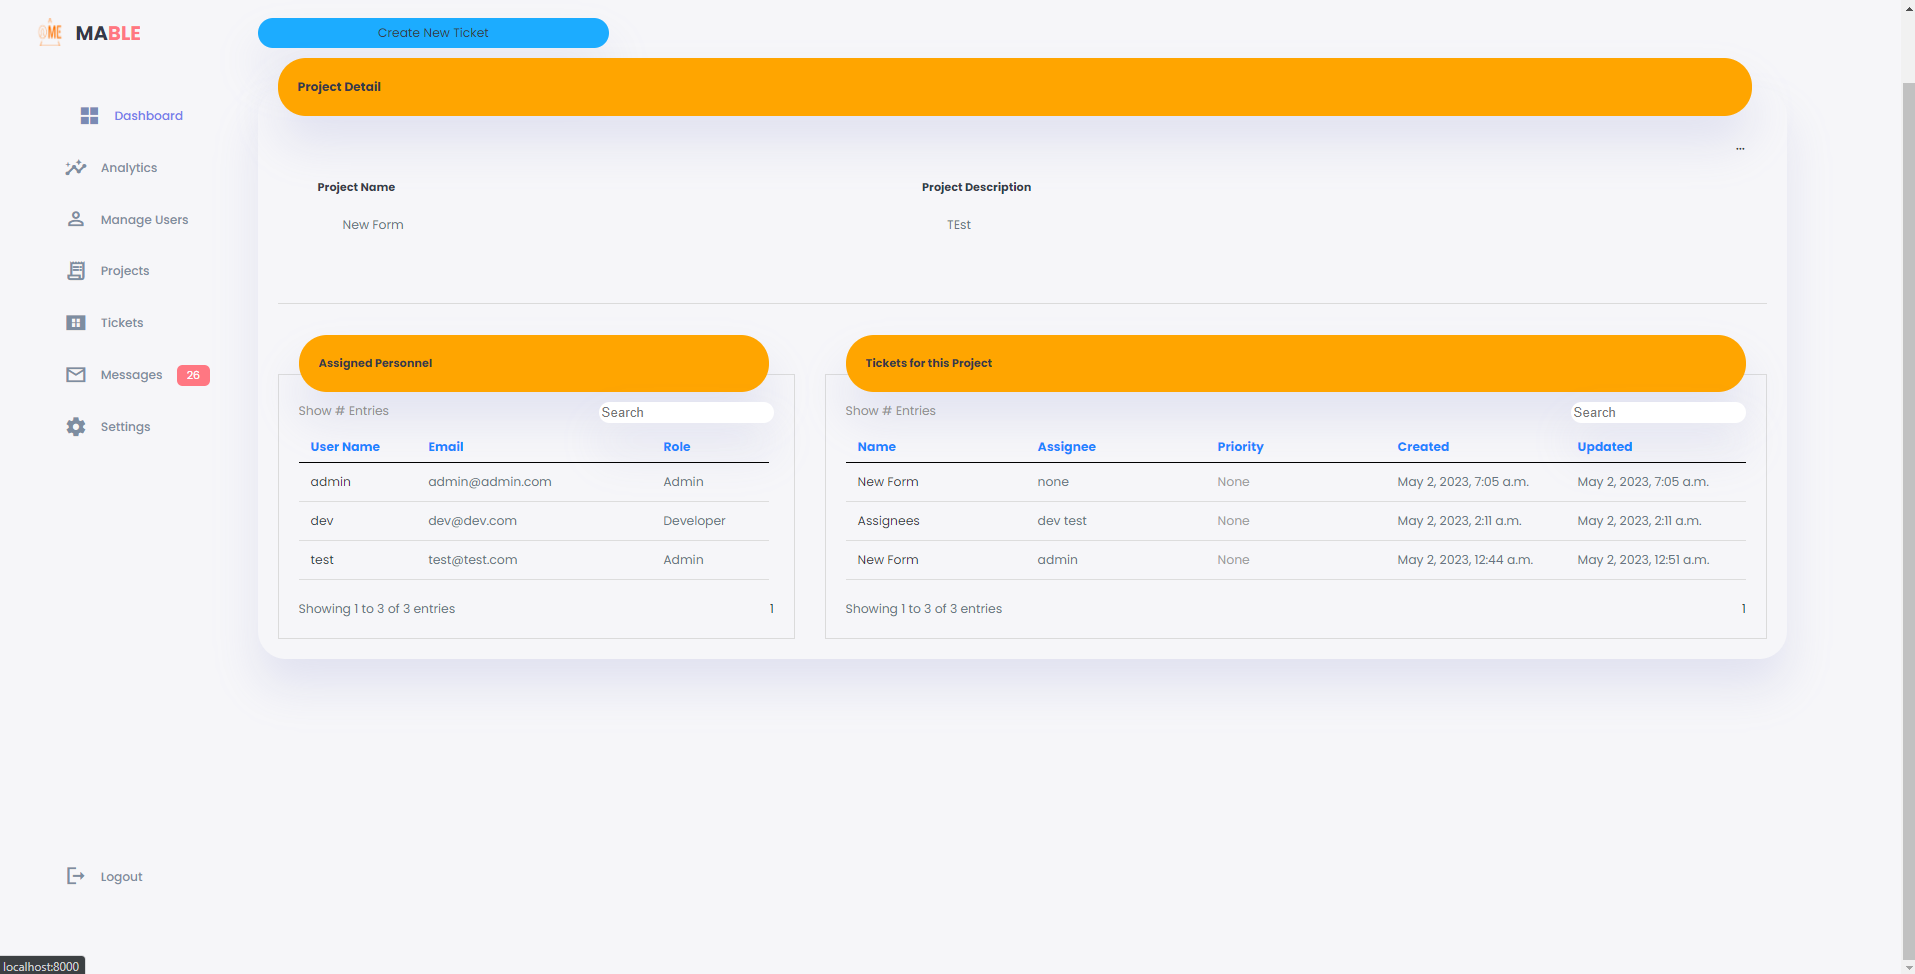 ME MABLE
Create New Ticket
Project Detail
Dashboard
...
Analytics
Project Name Project Description
Manage Users
New Form TEst
Projects
Tickets
Assigned Personnel Tickets for this Project
Messages 26
Show # Entries Search Show # Entries Search
Settings
User Name Email Role Name Assignee Priority Created Updated
admin admin@admin.com Admin New Form none None May 2, 2023, 7:05 a.m. May 2, 2023, 7:05 a.m.
dev dev@dev.com Developer Assignees dev test None May 2, 2023, 2:11 a.m. May 2, 2023, 2:11 a.m.
test test@test.com Admin New Form admin None May 2, 2023, 12:44 a.m. May 2, 2023, 12:51 a.m.
Showing 1 to 3 of 3 entries 1 Showing 1 to 3 of 3 entries 1
Logout
localhost:8000